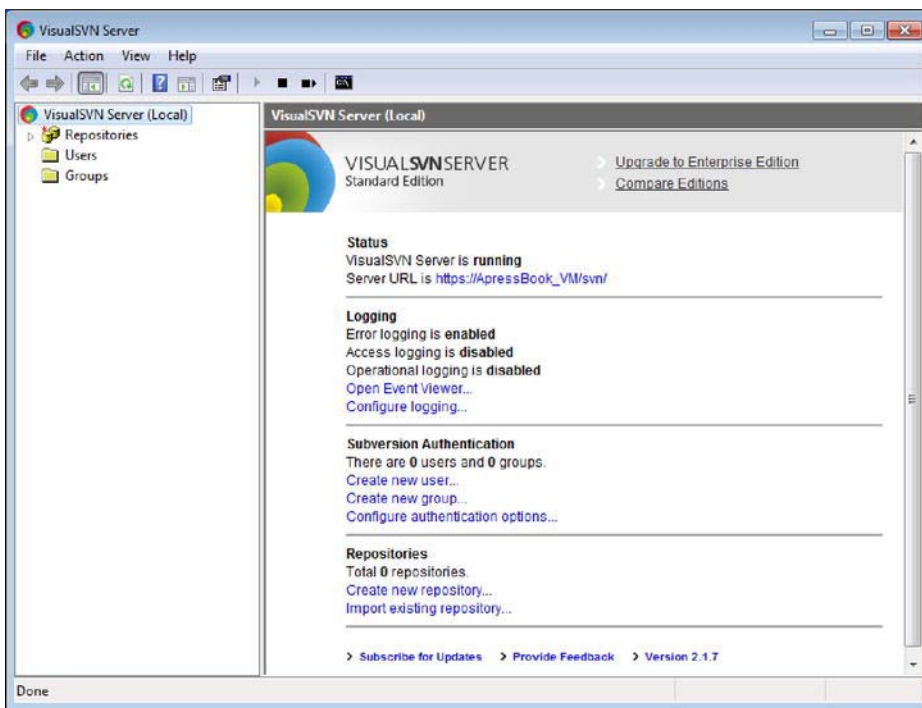 VisualSVN Server
File Action View Help
VisualSVN Server (Local)
Repositories
Users
Groups
VisualSVN Server (Local)
VISUALSVNSERVER
Standard Edition
Upgrade to Enterprise Edition
Compare Editions
Status
VisualSVN Server is running
Server URL is https://ApressBook_VM/svn/
Logging
Error logging is enabled
Access logging is disabled
Operational logging is disabled
Open Event Viewer...
Configure logging...
Subversion Authentication
There are 0 users and 0 groups.
Create new user...
Create new group...
Configure authentication options...
Repositories
Total 0 repositories.
Create new repository...
Import existing repository...
> Subscribe for Updates > Provide Feedback > Version 2.1.7
Done